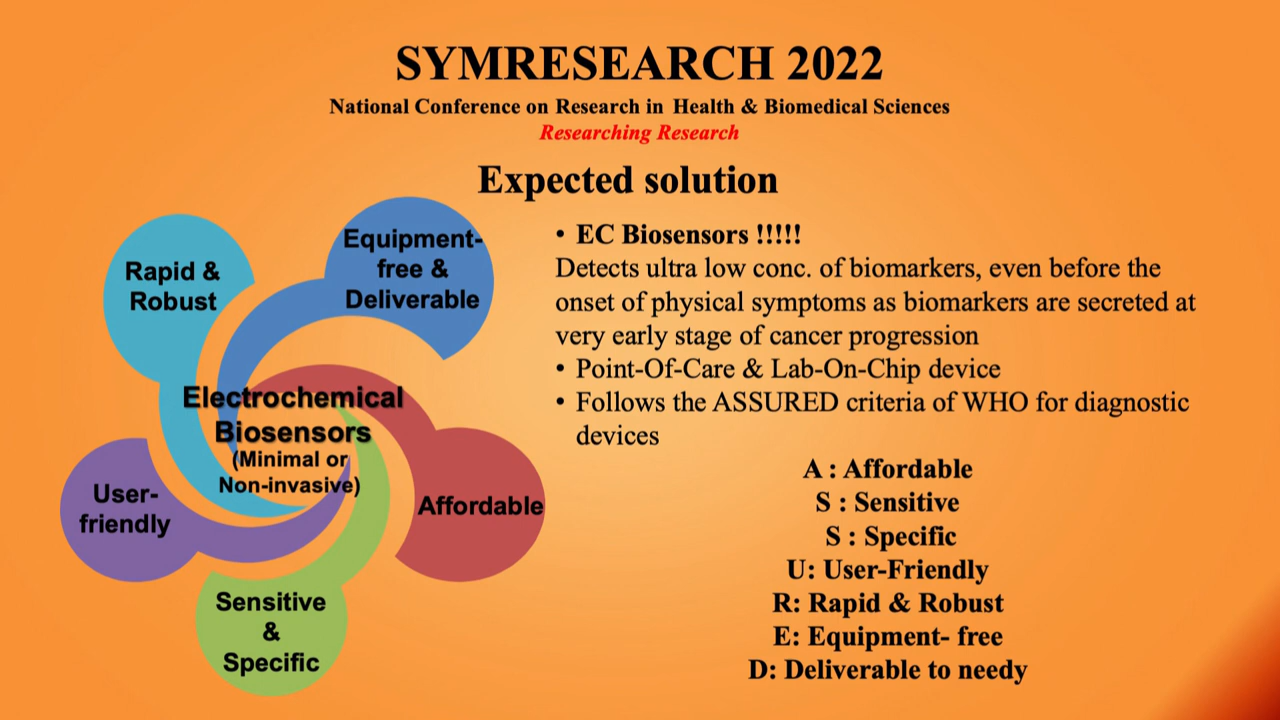 SYMRESEARCH 2022
National Conference on Research in Health & Biomedical Sciences
Researching Research
Expected solution
Equipment-
free &
Deliverable
Rapid &
Robust
Electrochemical
Biosensors
(Minimal or
Non-invasive)
User-
friendly
Affordable
Sensitive
&
Specific
• EC Biosensors !!!!!
Detects ultra low conc. of biomarkers, even before the
onset of physical symptoms as biomarkers are secreted at
very early stage of cancer progression
• Point-Of-Care & Lab-On-Chip device
• Follows the ASSURED criteria of WHO for diagnostic
devices
A : Affordable
S : Sensitive
S : Specific
U: User-Friendly
R: Rapid & Robust
E: Equipment- free
D: Deliverable to needy